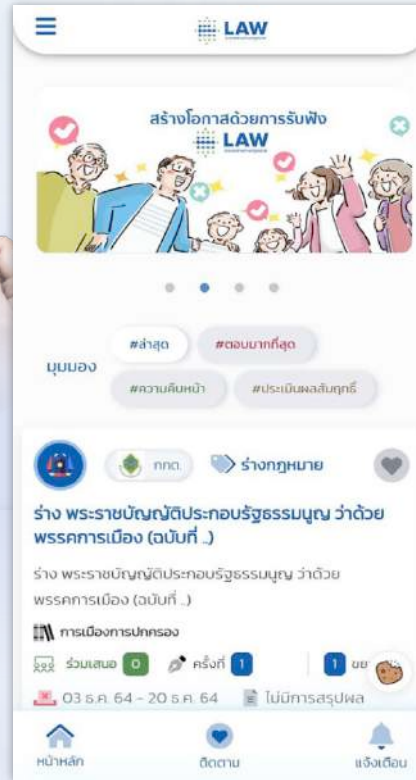 LAW
สร้างโอกาสด้วยการรับฟัง
LAW
มุมมอง
#ล่าสุด
#ตอบมากที่สุด
#ความคืบหน้า
#ประเมินผลสัมฤทธิ์
กกต.
ร่างกฎหมาย
ร่าง พระราชบัญญัติประกอบรัฐธรรมนูญ ว่าด้วย
พรรคการเมือง (ฉบับที่ ..)
ร่าง พระราชบัญญัติประกอบรัฐธรรมนูญ ว่าด้วย
พรรคการเมือง (ฉบับที่ ..)
การเมืองการปกครอง
ร่วมเสนอ 0 ครั้งที่ 1 1
03 ธ.ค. 64 - 20 ธ.ค. 64 ไม่มีการสรุปผล
หน้าหลัก ติดตาม แจ้งเตือน